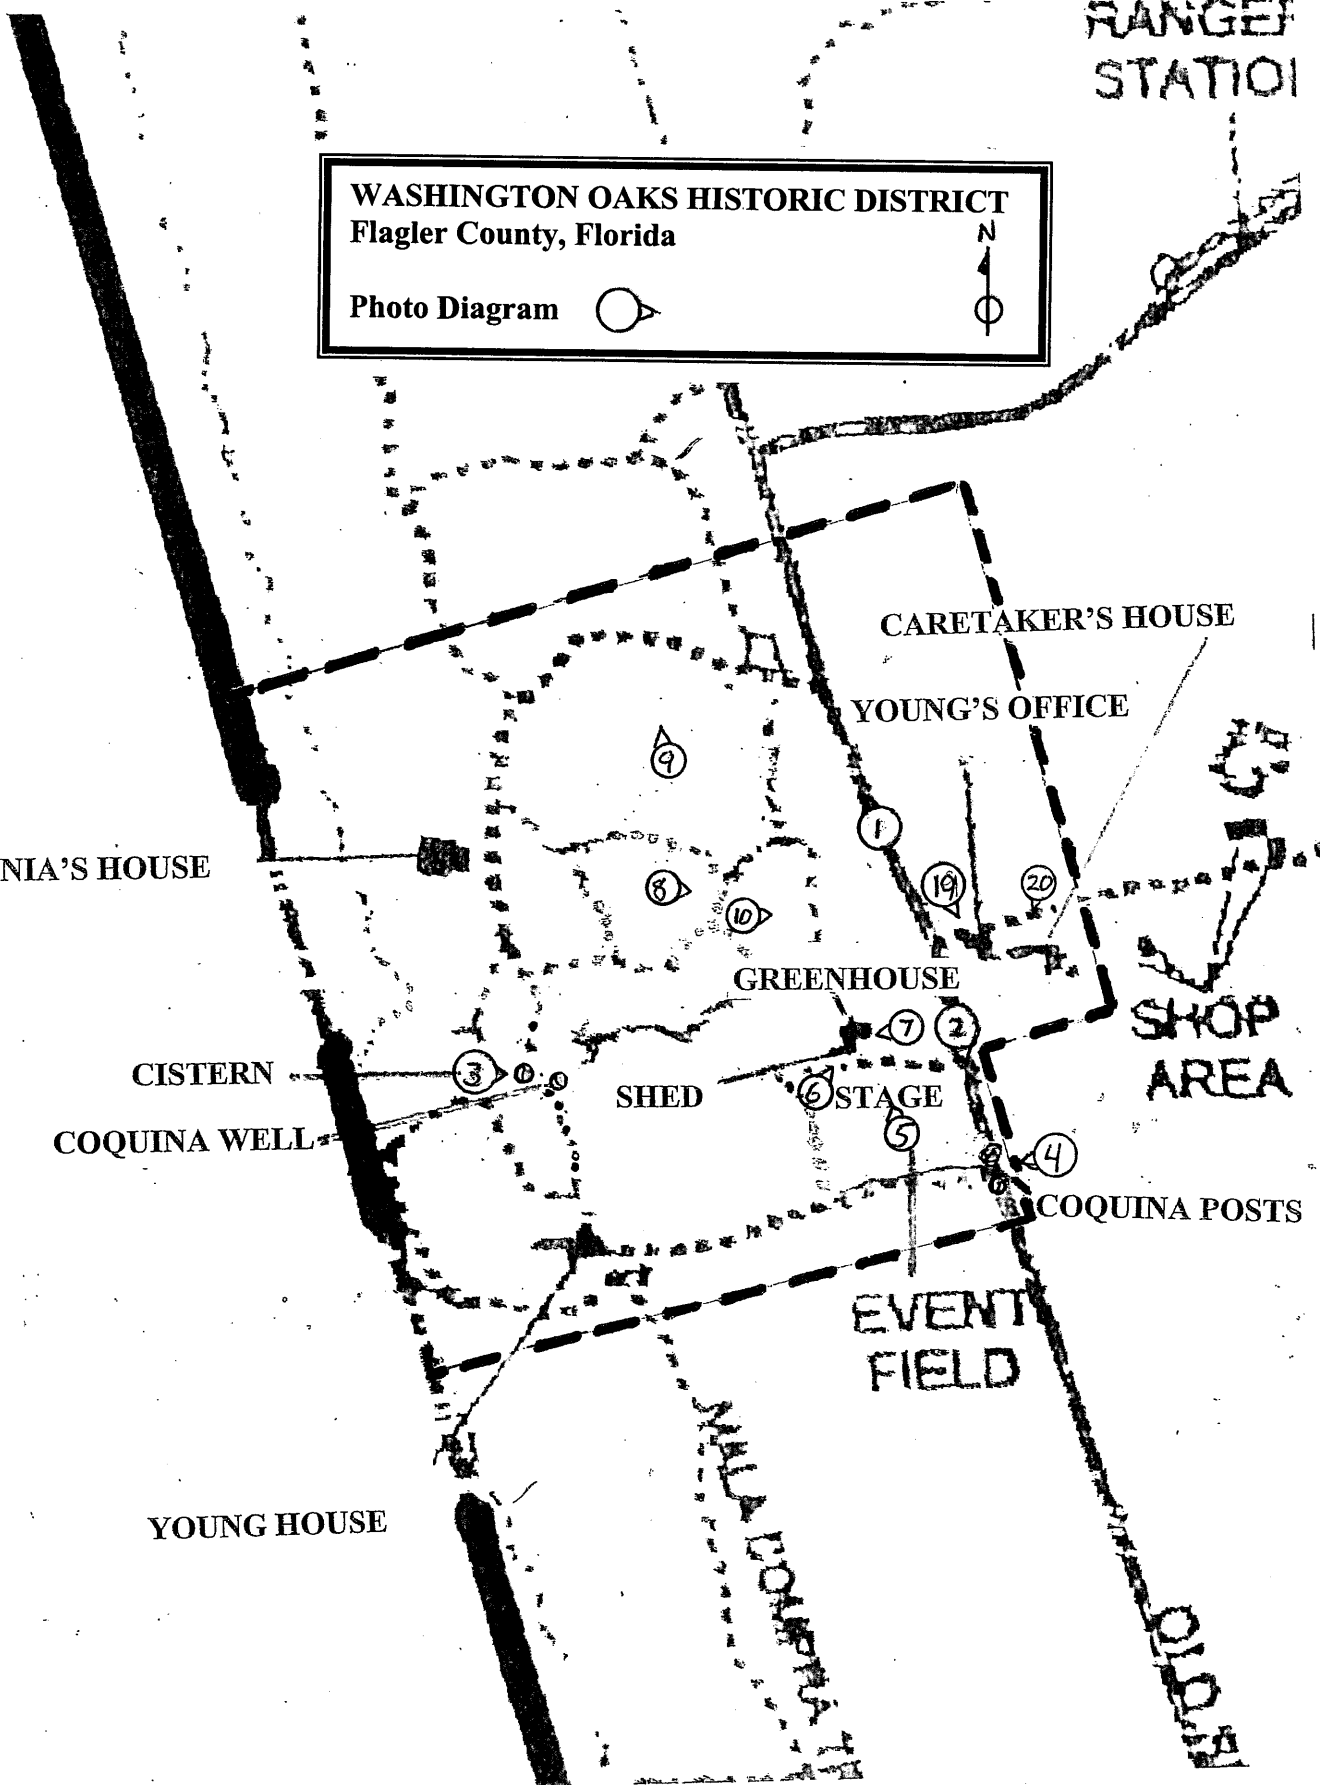 RANGER
STATION
WASHINGTON OAKS HISTORIC DISTRICT
Flagler County, Florida
N
Photo Diagram
CARETAKER'S HOUSE
YOUNG'S OFFICE
9
1
NIA'S HOUSE
8
10
19
20
GREENHOUSE
7
2
SHOP
AREA
CISTERN
3
SHED
6
STAGE
COQUINA WELL
5
4
COQUINA POSTS
EVENT
FIELD
YOUNG HOUSE
OLD